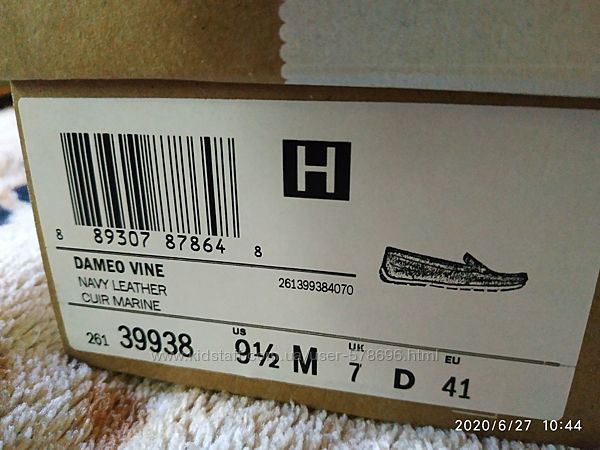 H
8 89307 87864 8
DAMEO VINE
NAVY LEATHER
CUIR MARINE
261399384070
261 39938 US 9½ M UK 7 D EU 41
2020/6/27 10:44